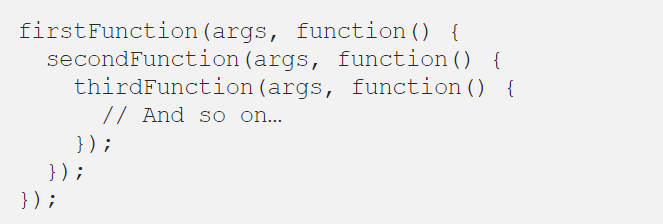 firstFunction(args, function() {
  secondFunction(args, function() {
    thirdFunction(args, function() {
      // And so on…
    });
  });
});